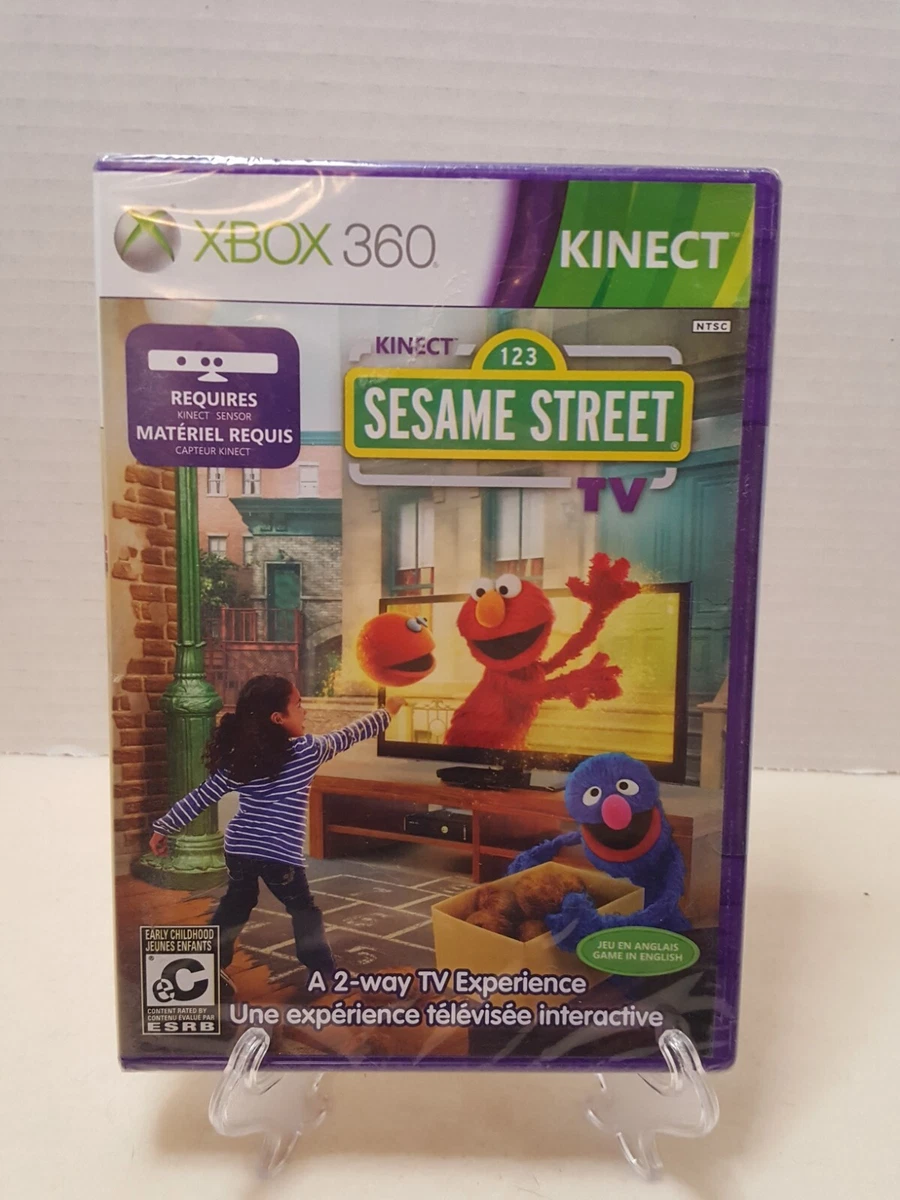 XBOX 360
KINECT™
NTSC
REQUIRES
KINECT SENSOR
MATÉRIEL REQUIS
CAPTEUR KINECT
KINECT™
123
SESAME STREET®
TV
JEU EN ANGLAIS
GAME IN ENGLISH
EARLY CHILDHOOD
JEUNES ENFANTS
eC
CONTENT RATED BY
CONTENU ÉVALUÉ PAR
ESRB
A 2-way TV Experience
Une expérience télévisée interactive